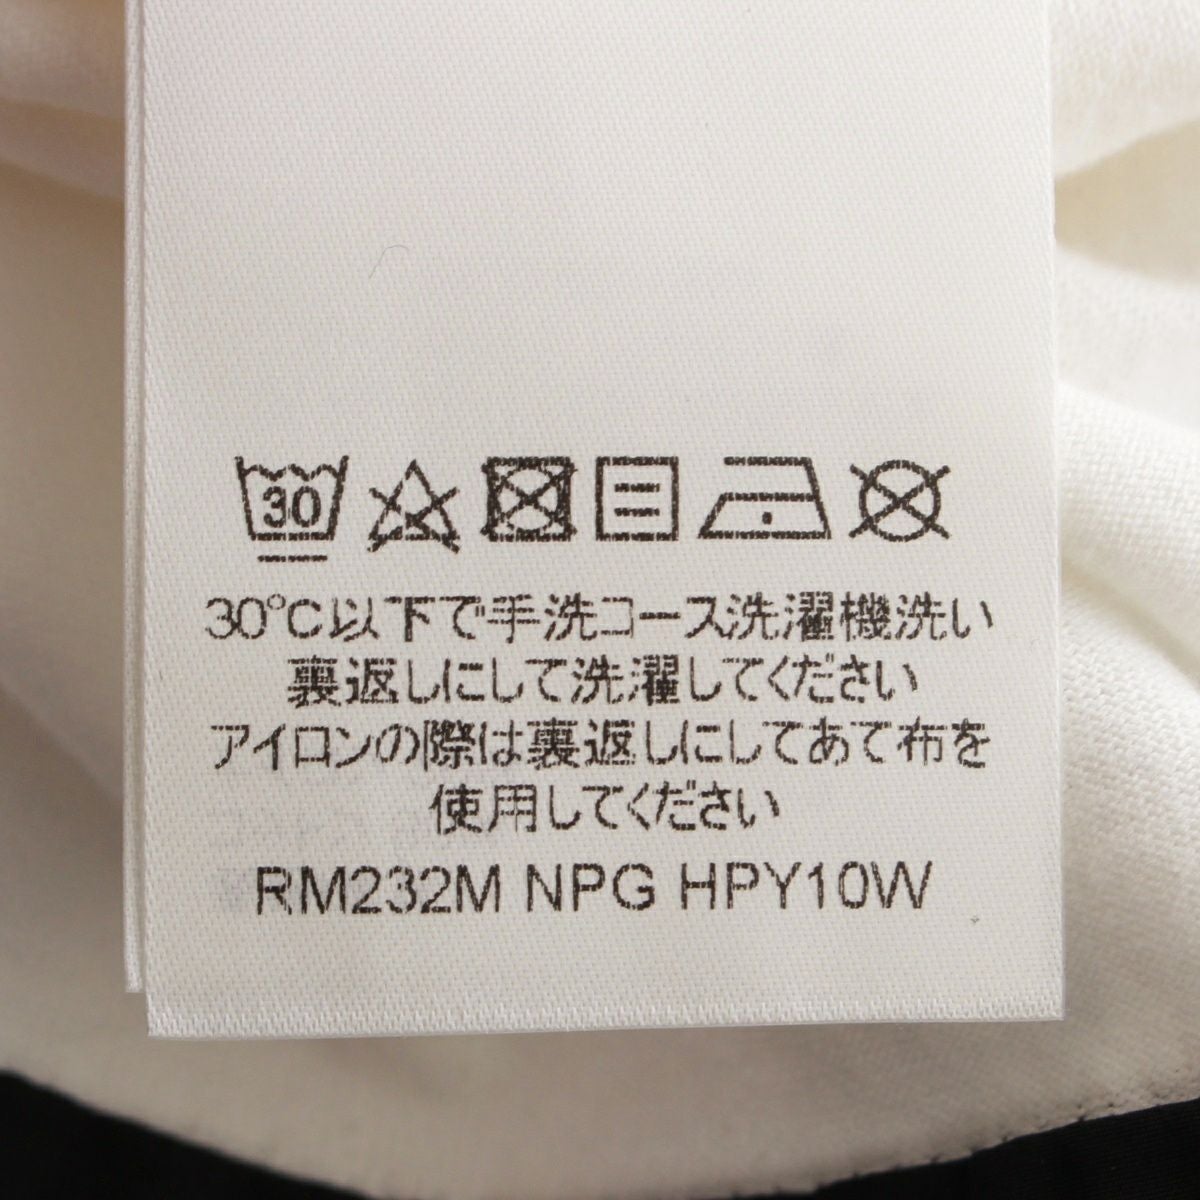 30
30℃以下で手洗コース洗濯機洗い
裏返しにして洗濯してください
アイロンの際は裏返しにしてあて布を
使用してください
RM232M NPG HPY10W